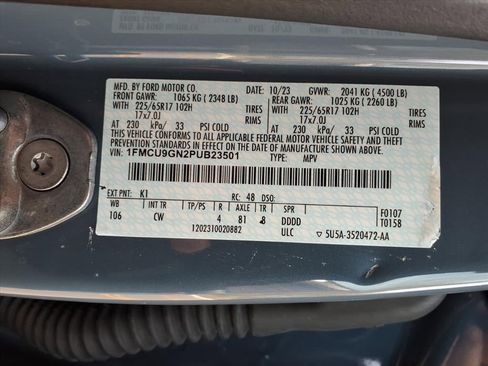 MFD. BY FORD MOTOR CO. 10/23 GVWR: 2041 KG ( 4500 LB)
FRONT GAWR: 1065 KG ( 2348 LB) REAR GAWR: 1025 KG ( 2260 LB)
WITH 225/65R17 102H TIRES WITH 225/65R17 102H TIRES
17x7.0J RIMS 17x7.0J RIMS
AT 230 kPa/ 33 PSI COLD AT 230 kPa/ 33 PSI COLD
THIS VEHICLE CONFORMS TO ALL APPLICABLE FEDERAL MOTOR VEHICLE SAFETY, BUMPER, AND THEFT
PREVENTION STANDARDS IN EFFECT ON THE DATE OF MANUFACTURE SHOWN ABOVE.
VIN: 1FMCU9GN2PUB23501 TYPE: MPV
EXT PNT: K1 RC: 48 DSO: F0107
WB INT TR TP/PS R AXLE TR SPR T0158
106 CW 4 81 8 DDDD
1202310020882 ULC 5U5A-3520472-AA